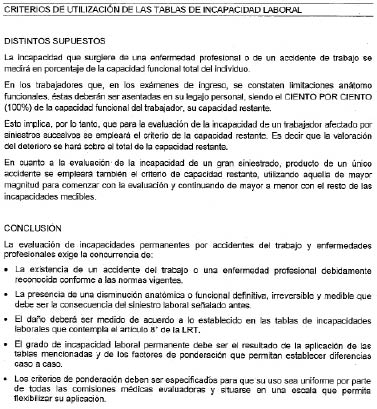 CRITERIOS DE UTILIZACIÓN DE LAS TABLAS DE INCAPACIDAD LABORAL
DISTINTOS SUPUESTOS
La incapacidad que surgiere de una enfermedad profesional o de un accidente de trabajo se
medirá en porcentaje de la capacidad funcional total del individuo.
En los trabajadores que, en los exámenes de ingreso, se constaten limitaciones anátomo
funcionales, éstas deberán ser asentadas en su legajo personal, siendo el CIENTO POR CIENTO
(100%) de la capacidad funcional del trabajador, su capacidad restante.
Esto implica, por lo tanto, que para la evaluación de la incapacidad de un trabajador afectado por
siniestros sucesivos se empleará el criterio de la capacidad restante. Es decir que la valoración
del deterioro se hará sobre el total de la capacidad restante.
En cuanto a la evaluación de la incapacidad de un gran siniestrado, producto de un único
accidente se empleará también el criterio de capacidad restante, utilizando aquella de mayor
magnitud para comenzar con la evaluación y continuando de mayor a menor con el resto de las
incapacidades medibles.
CONCLUSIÓN
La evaluación de incapacidades permanentes por accidentes del trabajo y enfermedades
profesionales exige la concurrencia de:
• La existencia de un accidente del trabajo o una enfermedad profesional debidamente
reconocida conforme a las normas vigentes.
• La presencia de una disminución anatómica o funcional definitiva, irreversible y medible que
debe ser la consecuencia del siniestro laboral señalado antes.
• El daño deberá ser medido de acuerdo a lo establecido en las tablas de incapacidades
laborales que contempla el artículo 8° de la LRT.
• El grado de incapacidad laboral permanente debe ser el resultado de la aplicación de las
tablas mencionadas y de los factores de ponderación que permitan establecer diferencias
caso a caso.
• Los criterios de ponderación deben ser especificados para que su uso sea uniforme por parte
de todas las comisiones médicas evaluadoras y situarse en una escala que permita
flexibilizar su aplicación.